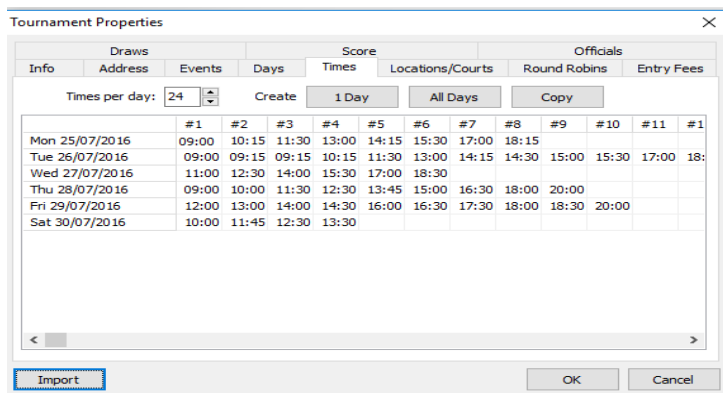 Tournament Properties
Draws Score Officials
Info Address Events Days Times Locations/Courts Round Robins Entry Fees
Times per day: 24 Create 1 Day All Days Copy
#1 #2 #3 #4 #5 #6 #7 #8 #9 #10 #11 #1
Mon 25/07/2016 09:00 10:15 11:30 13:00 14:15 15:30 17:00 18:15
Tue 26/07/2016 09:00 09:15 09:15 10:15 11:30 13:00 14:15 14:30 15:00 15:30 17:00 18:
Wed 27/07/2016 11:00 12:30 14:00 15:30 17:00 18:30
Thu 28/07/2016 09:00 10:00 11:30 12:30 13:45 15:00 16:30 18:00 20:00
Fri 29/07/2016 12:00 13:00 14:00 14:30 16:00 16:30 17:30 18:00 18:30 20:00
Sat 30/07/2016 10:00 11:45 12:30 13:30
Import OK Cancel